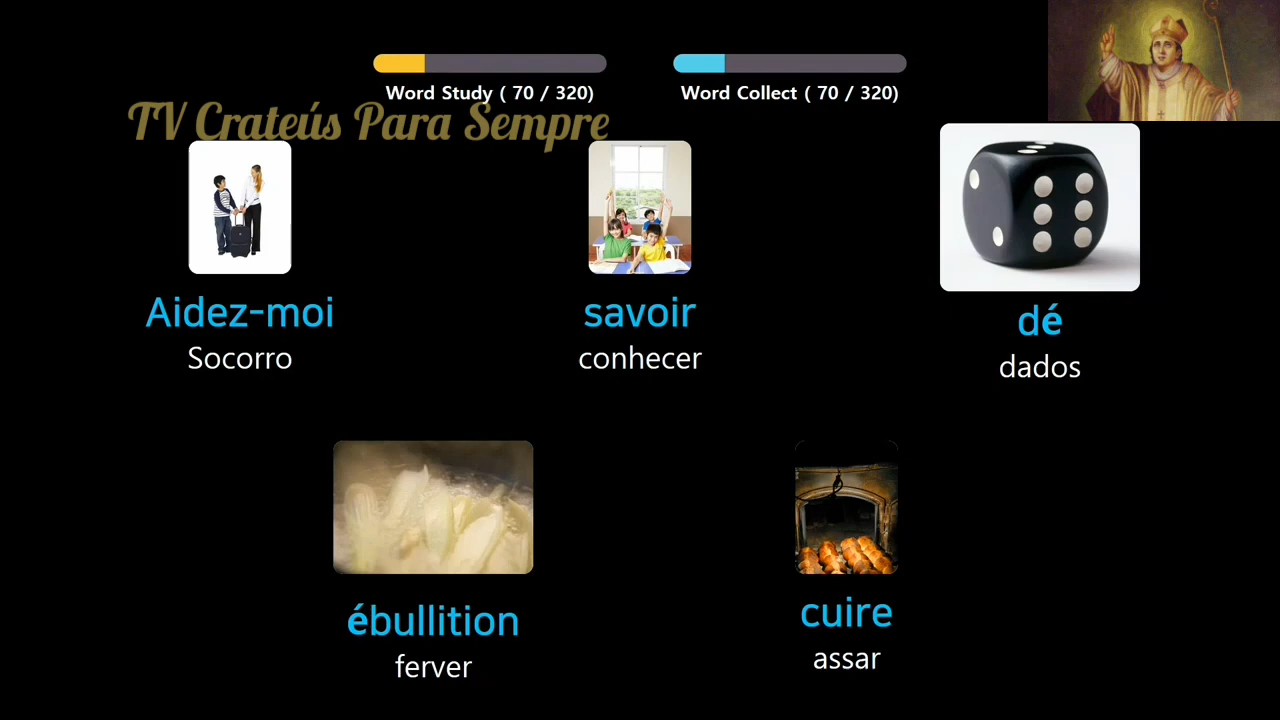 Word Study ( 70 / 320)
Word Collect ( 70 / 320)
TV Crateús Para Sempre
Aidez-moi
Socorro
savoir
conhecer
dé
dados
ébullition
ferver
cuire
assar